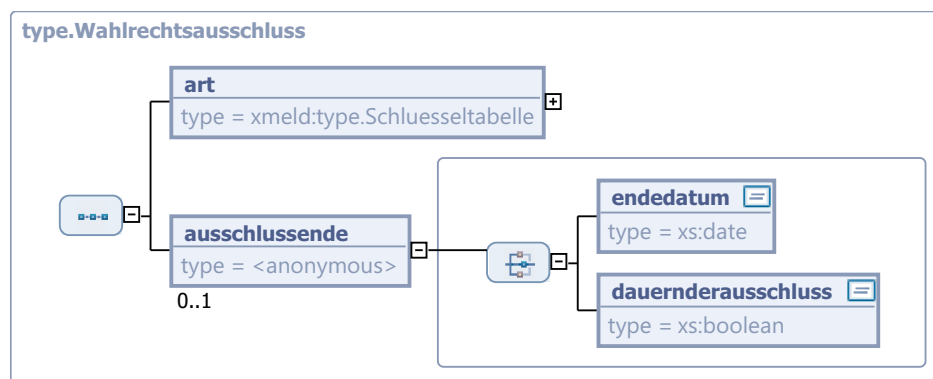 type.Wahlrechtsausschluss
art
type = xmeld:type.Schluesseltabelle
ausschlussende
type = <anonymous>
0..1
endedatum
type = xs:date
dauernderausschluss
type = xs:boolean